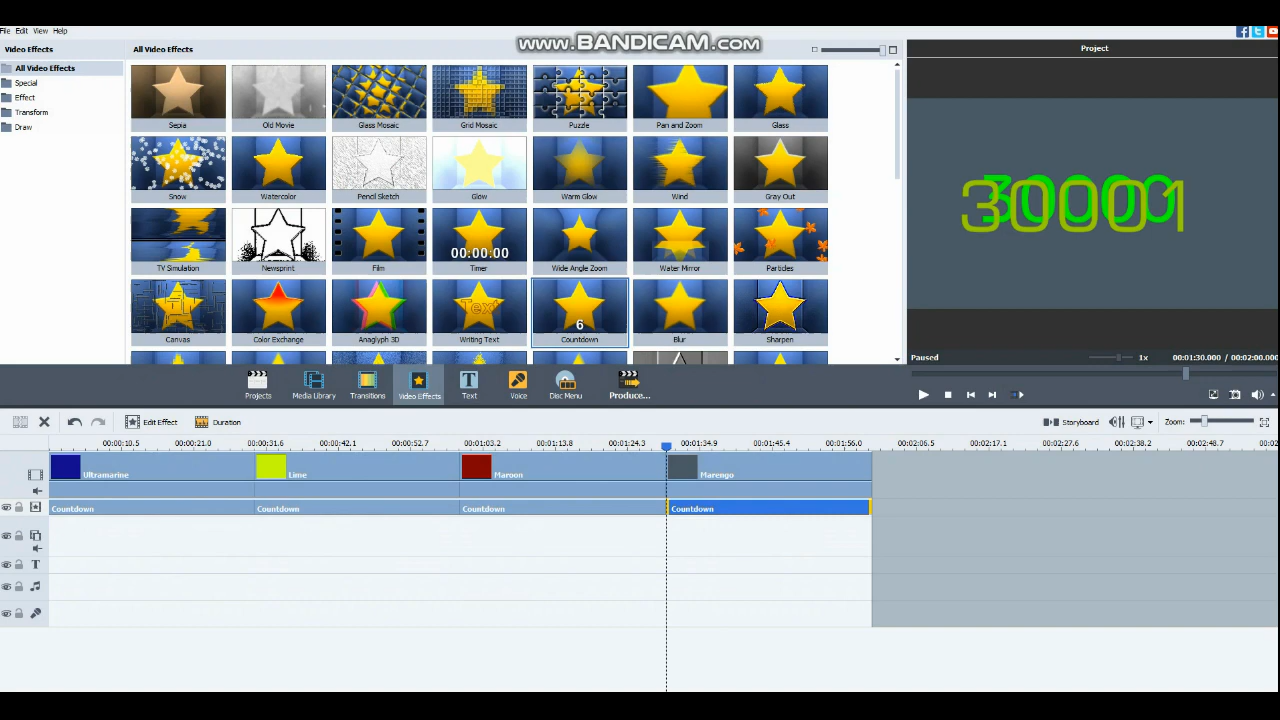 www.BANDICAM.com
File Edit View Help
Video Effects
All Video Effects
Special
Effect
Transform
Draw
All Video Effects
Sepia Old Movie Glass Mosaic Grid Mosaic Puzzle Pan and Zoom Glass
Snow Watercolor Pencil Sketch Glow Warm Glow Wind Gray Out
00:00:00
TV Simulation Newsprint Film Timer Wide Angle Zoom Water Mirror Particles
Text 6
Canvas Color Exchange Anaglyph 3D Writing Text Countdown Blur Sharpen
Project
30000
30001
Paused 1x 00:01:30.000 / 00:02:00.000
Projects Media Library Transitions Video Effects Text Voice Disc Menu Produce...
Edit Effect Duration Storyboard Zoom:
00:00:10.5 00:00:21.0 00:00:31.6 00:00:42.1 00:00:52.7 00:01:03.2 00:01:13.8 00:01:24.3 00:01:34.9 00:01:45.4 00:01:56.0 00:02:06.5 00:02:17.1 00:02:27.6 00:02:38.2 00:02:48.7
Ultramarine Lime Maroon Marengo
Countdown Countdown Countdown Countdown